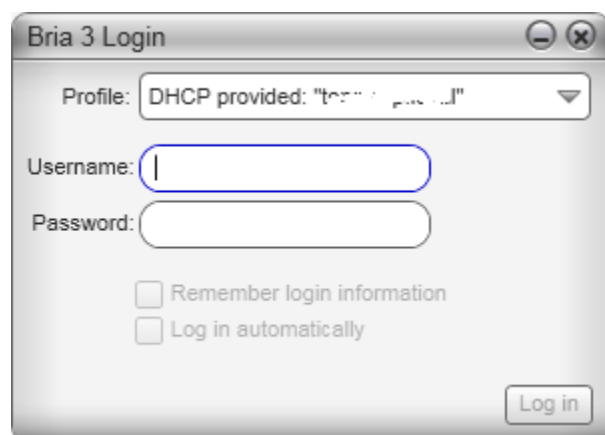 Bria 3 Login
Profile: DHCP provided:
Username:
Password:
Remember login information
Log in automatically
Log in